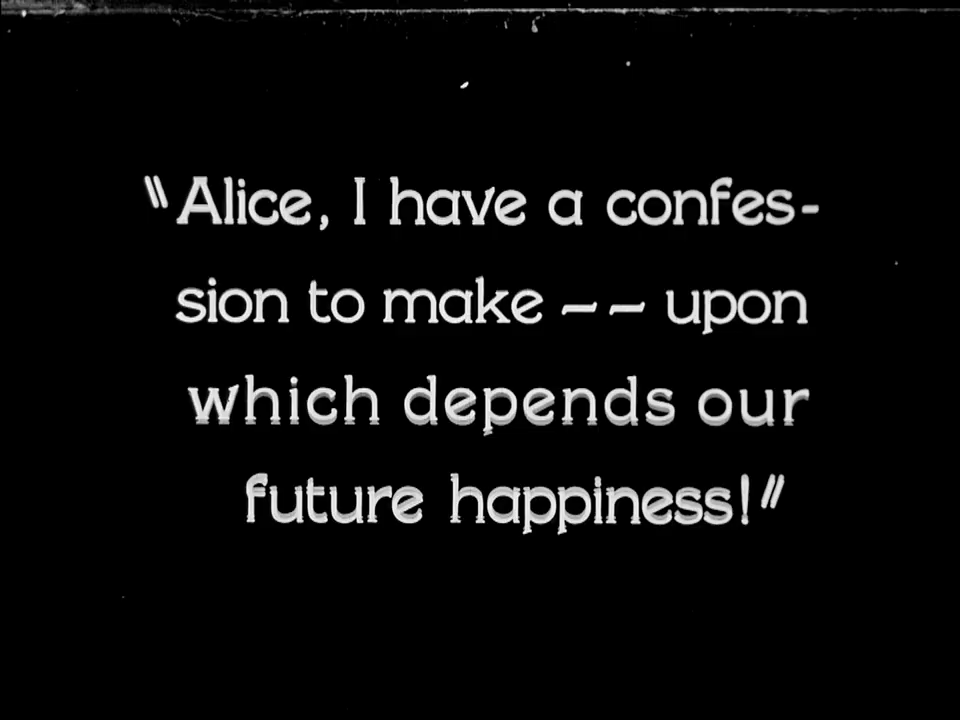 "Alice, I have a confes-
sion to make -- upon
which depends our
future happiness!"